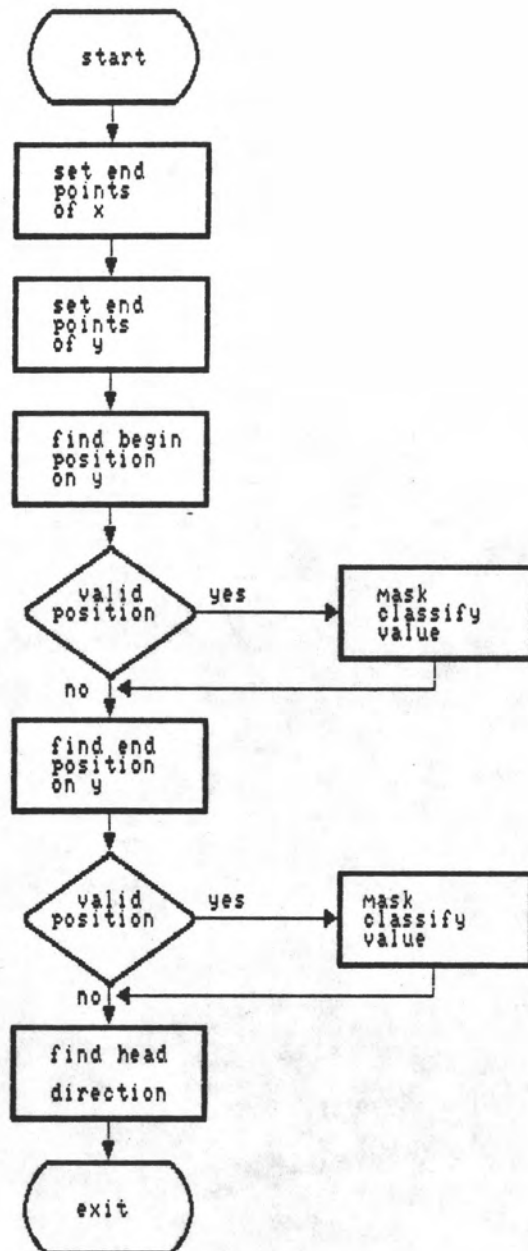 start
set end
points
of x
set end
points
of y
find begin
position
on y
valid
position
yes
Mask
classify
value
no
find end
position
on y
valid
position
yes
Mask
classify
value
no
find head
direction
exit